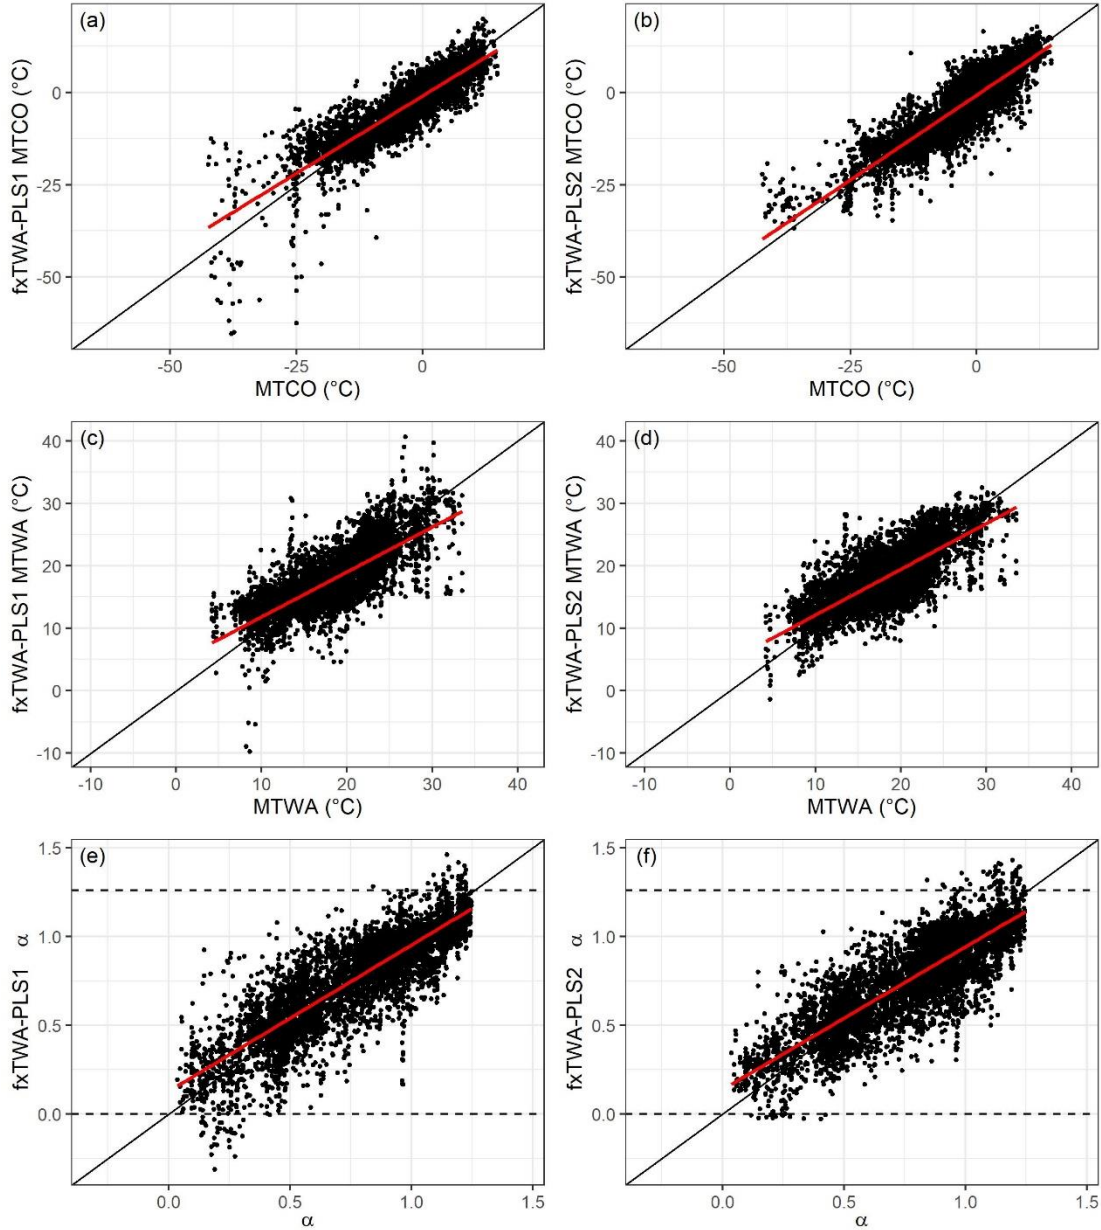 (a)
fxTWA-PLS1 MTCO (°C)
0
-25
-50
-50
-25
0
MTCO (°C)
(b)
fxTWA-PLS2 MTCO (°C)
0
-25
-50
-50
-25
0
MTCO (°C)
(c)
fxTWA-PLS1 MTWA (°C)
40
30
20
10
0
-10
-10
0
10
20
30
40
MTWA (°C)
(d)
fxTWA-PLS2 MTWA (°C)
40
30
20
10
0
-10
-10
0
10
20
30
40
MTWA (°C)
(e)
fxTWA-PLS1 α
1.5
1.0
0.5
0.0
0.0
0.5
1.0
1.5
α
(f)
fxTWA-PLS2 α
1.5
1.0
0.5
0.0
0.0
0.5
1.0
1.5
α